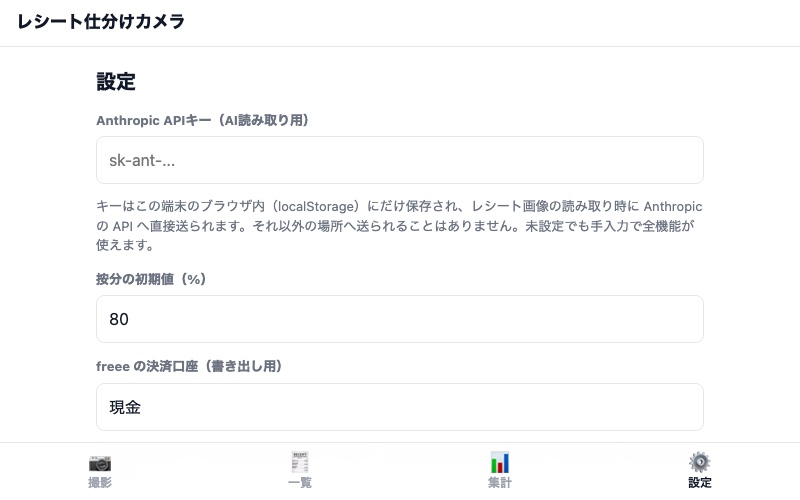 レシート仕分けカメラ
設定
Anthropic APIキー（AI読み取り用）
sk-ant-...
キーはこの端末のブラウザ内（localStorage）にだけ保存され、レシート画像の読み取り時に Anthropic
の API へ直接送られます。それ以外の場所へ送られることはありません。未設定でも手入力で全機能が
使えます。
按分の初期値（%）
80
freee の決済口座（書き出し用）
現金
撮影
一覧
集計
設定